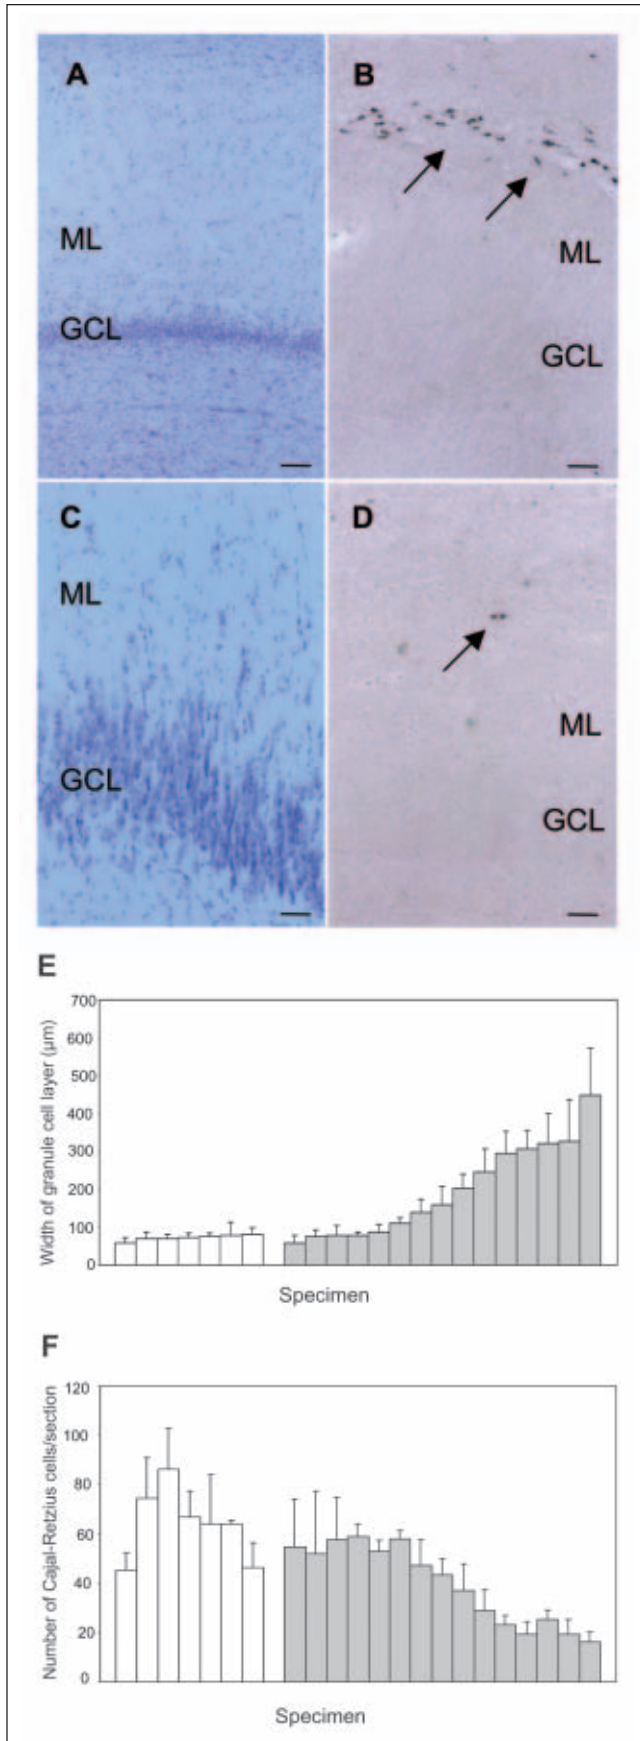 A
B
ML
ML
GCL
GCL
C
D
ML
ML
GCL
GCL
E
700
600
500
400
300
200
100
0
Width of granule cell layer (µm)
Specimen
F
120
100
80
60
40
20
0
Number of Cajal-Retzius cells/section
Specimen